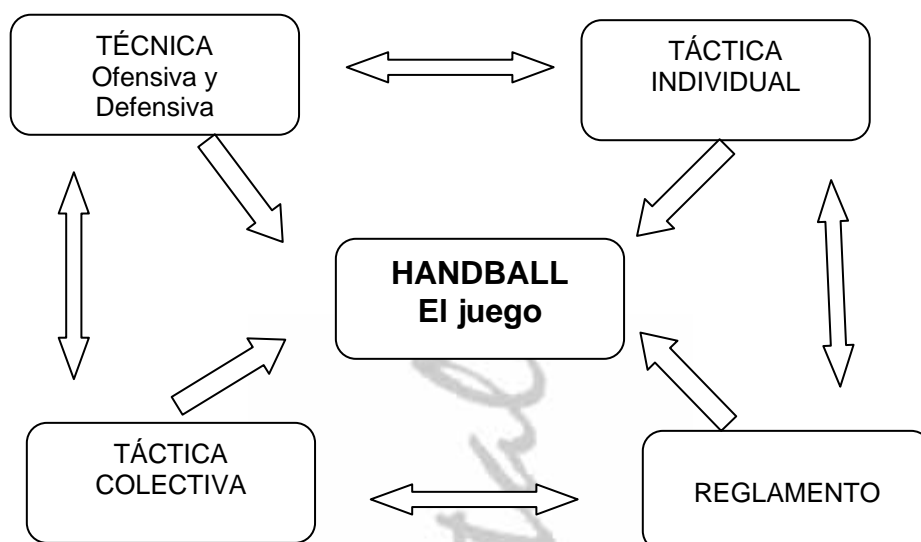 TÉCNICA
Ofensiva y
Defensiva
TÁCTICA
INDIVIDUAL
HANDBALL
El juego
TÁCTICA
COLECTIVA
REGLAMENTO